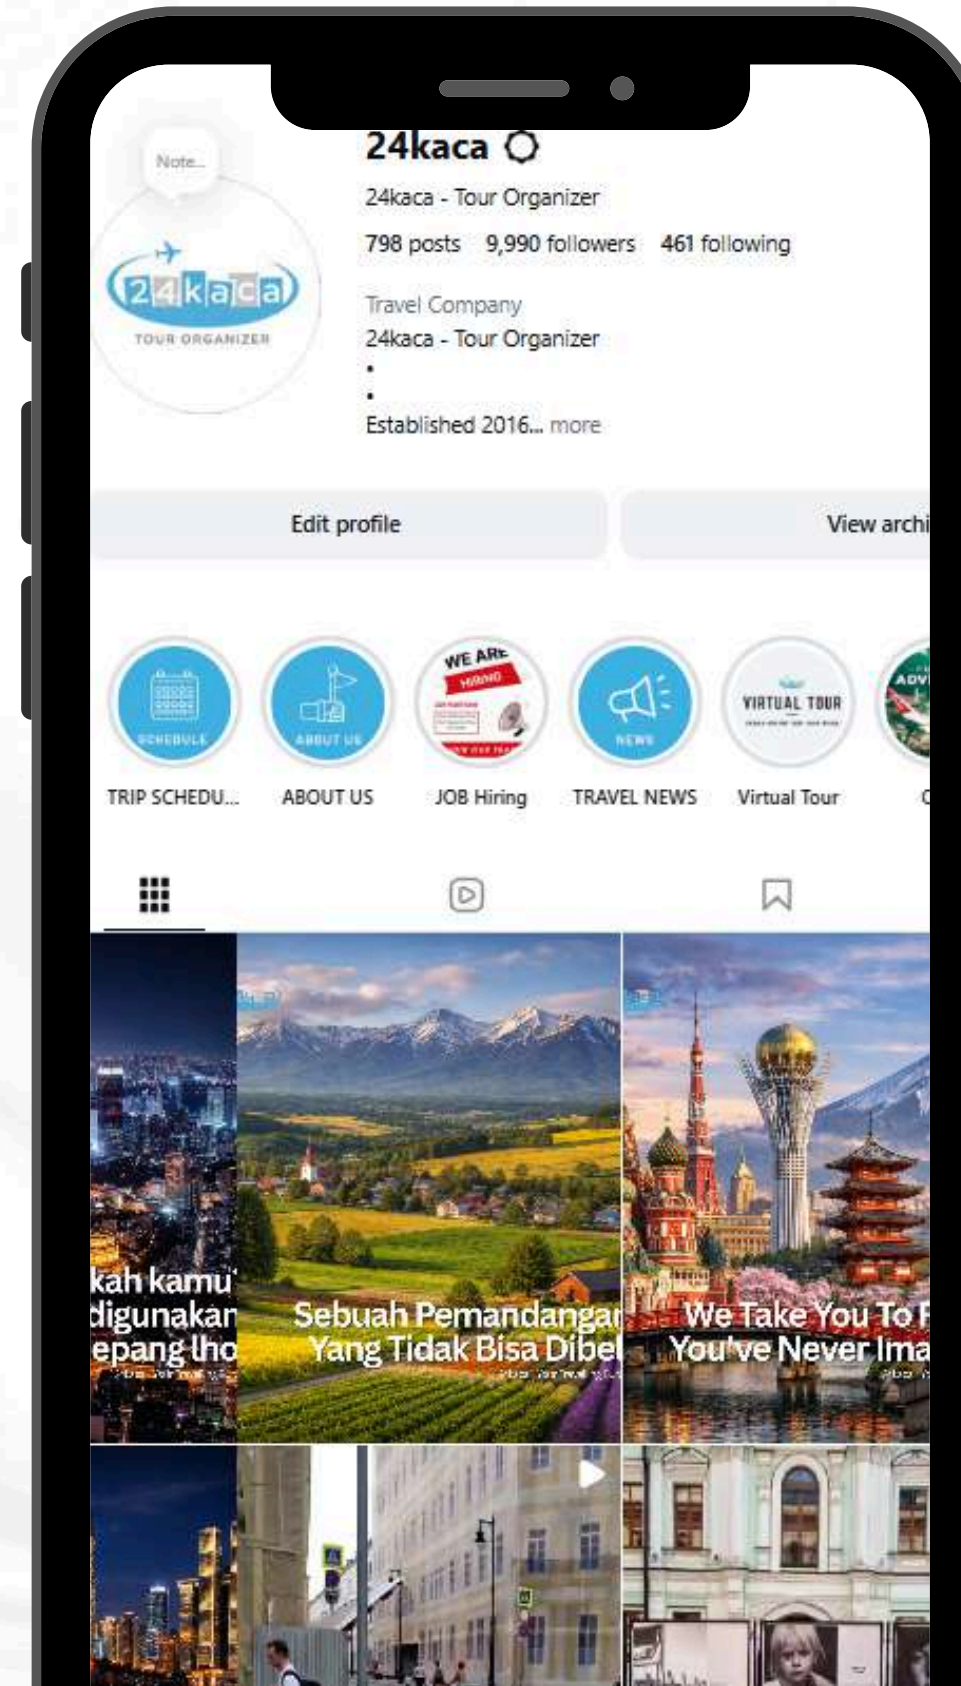 24kaca
Note...
24kaca - Tour Organizer
798 posts 9,990 followers 461 following
24kaca
TOUR ORGANIZER
Travel Company
24kaca - Tour Organizer
•
•
Established 2016... more
Edit profile
View archi
WE ARE
HIRING
VIRTUAL TOUR
ADV
SCHEDULE
ABOUT US
NEWS
TRIP SCHEDU...
ABOUT US
JOB Hiring
TRAVEL NEWS
Virtual Tour
kah kamu
digunakan
epang lho
Sebuah Pemandangan
Yang Tidak Bisa Dibel
We Take You To
You've Never Ima